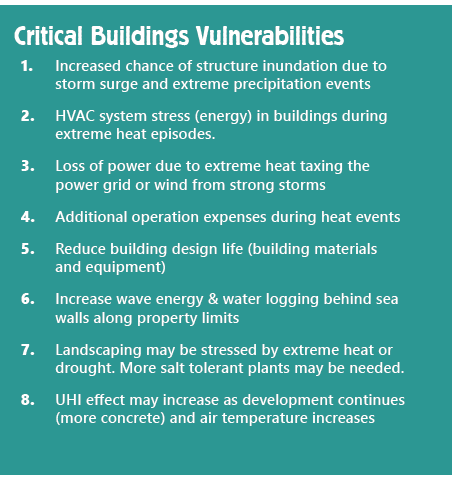 Critical Buildings Vulnerabilities
1. Increased chance of structure inundation due to
storm surge and extreme precipitation events
2. HVAC system stress (energy) in buildings during
extreme heat episodes.
3. Loss of power due to extreme heat taxing the
power grid or wind from strong storms
4. Additional operation expenses during heat events
5. Reduce building design life (building materials
and equipment)
6. Increase wave energy & water logging behind sea
walls along property limits
7. Landscaping may be stressed by extreme heat or
drought. More salt tolerant plants may be needed.
8. UHI effect may increase as development continues
(more concrete) and air temperature increases